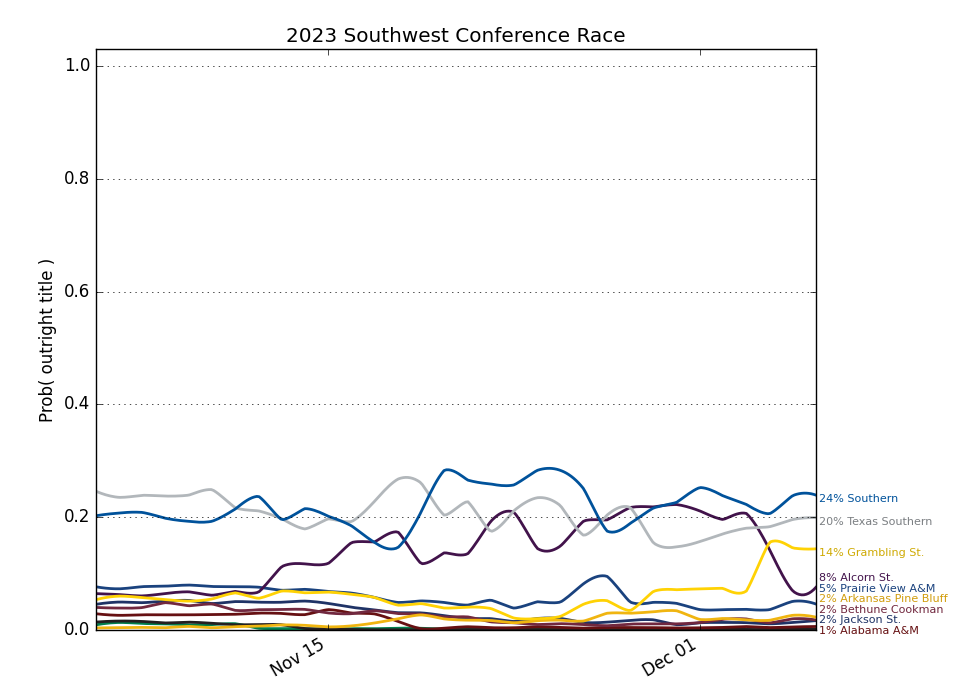 2023 Southwest Conference Race
1.0
0.8
0.6
0.4
0.2
0.0
Prob( outright title )
Nov 15
Dec 01
24% Southern
20% Texas Southern
14% Grambling St.
8% Alcorn St.
5% Prairie View A&M
2% Arkansas Pine Bluff
2% Bethune Cookman
2% Jackson St.
1% Alabama A&M